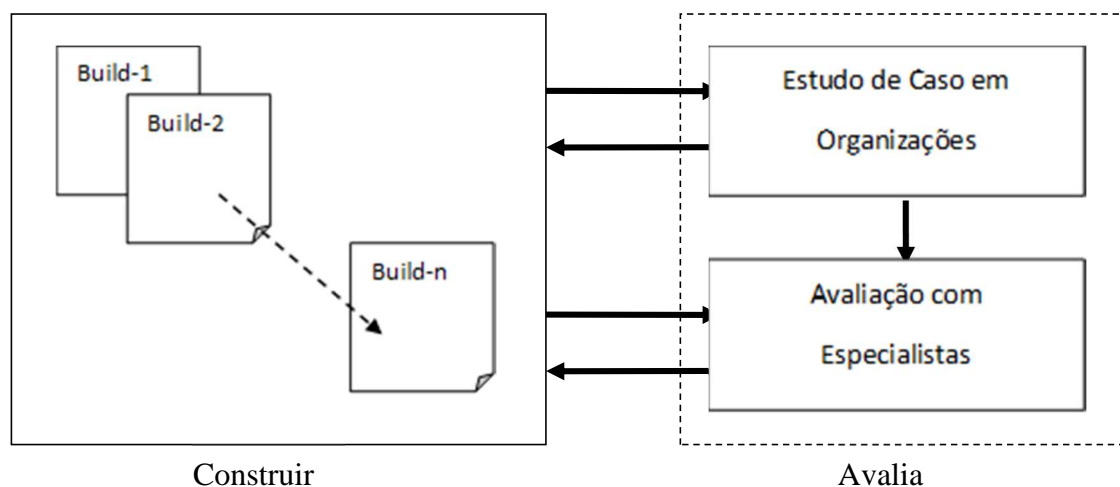 Build-1
Build-2
Build-n
Estudo de Caso em
Organizações
Avaliação com
Especialistas
Construir
Avalia